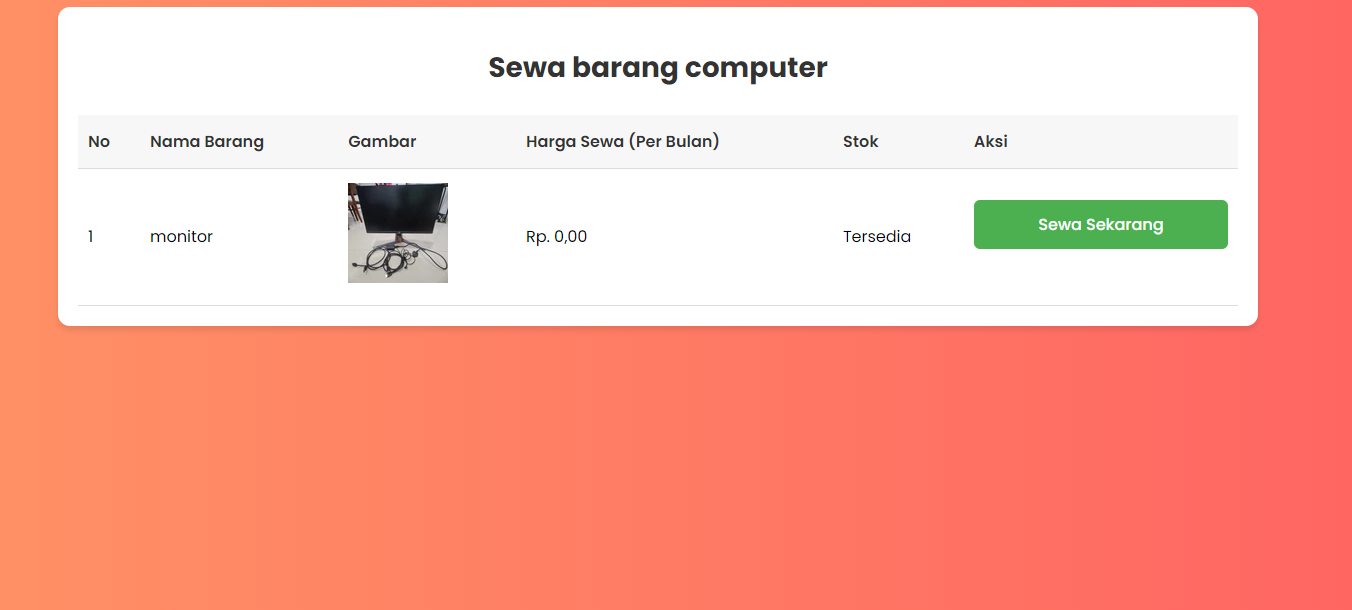 Sewa barang computer
No Nama Barang Gambar Harga Sewa (Per Bulan) Stok Aksi
1 monitor Rp. 0,00 Tersedia Sewa Sekarang